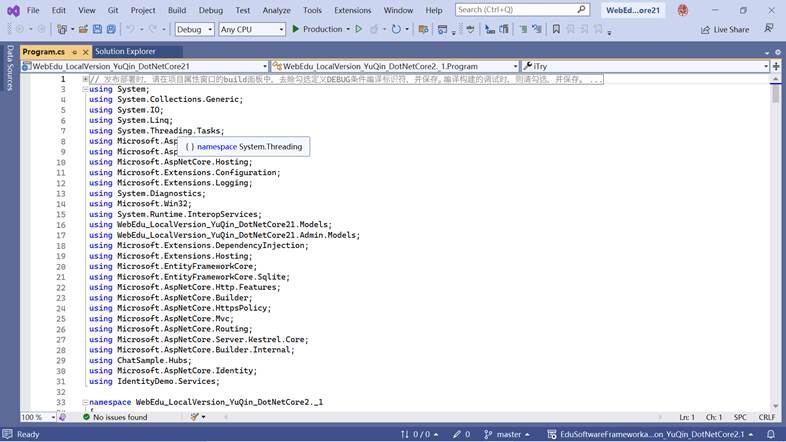 File Edit View Git Project Build Debug Test Analyze Tools Extensions Window Help Search (Ctrl+Q) WebEd...ore21
Debug Any CPU Production Live Share
Data Sources
Program.cs Solution Explorer
WebEdu_LocalVersion_YuQin_DotNetCore21 WebEdu_LocalVersion_YuQin_DotNetCore2._1.Program iTry
1 // 发布部署时，请在项目属性窗口的build面板中，去除勾选定义DEBUG条件编译标识符，并保存。编译构建的调试时，则请勾选，并保存。 ...
3 using System;
4 using System.Collections.Generic;
5 using System.IO;
6 using System.Linq;
7 using System.Threading.Tasks;
8 using Microsoft.Asp
{ } namespace System.Threading
9 using Microsoft.Asp
10 using Microsoft.AspNetCore.Hosting;
11 using Microsoft.Extensions.Configuration;
12 using Microsoft.Extensions.Logging;
13 using System.Diagnostics;
14 using Microsoft.Win32;
15 using System.Runtime.InteropServices;
16 using WebEdu_LocalVersion_YuQin_DotNetCore21.Models;
17 using WebEdu_LocalVersion_YuQin_DotNetCore21.Admin.Models;
18 using Microsoft.Extensions.DependencyInjection;
19 using Microsoft.Extensions.Hosting;
20 using Microsoft.EntityFrameworkCore;
21 using Microsoft.EntityFrameworkCore.Sqlite;
22 using Microsoft.AspNetCore.Http.Features;
23 using Microsoft.AspNetCore.Builder;
24 using Microsoft.AspNetCore.HttpsPolicy;
25 using Microsoft.AspNetCore.Mvc;
26 using Microsoft.AspNetCore.Routing;
27 using Microsoft.AspNetCore.Server.Kestrel.Core;
28 using Microsoft.AspNetCore.Builder.Internal;
29 using ChatSample.Hubs;
30 using Microsoft.AspNetCore.Identity;
31 using IdentityDemo.Services;
32
33 namespace WebEdu_LocalVersion_YuQin_DotNetCore2._1
100 % No issues found Ln: 1 Ch: 1 SPC CRLF
Ready 0 / 0 0 master EduSoftwareFrameworka...on_YuQin_DotNetCore2.1